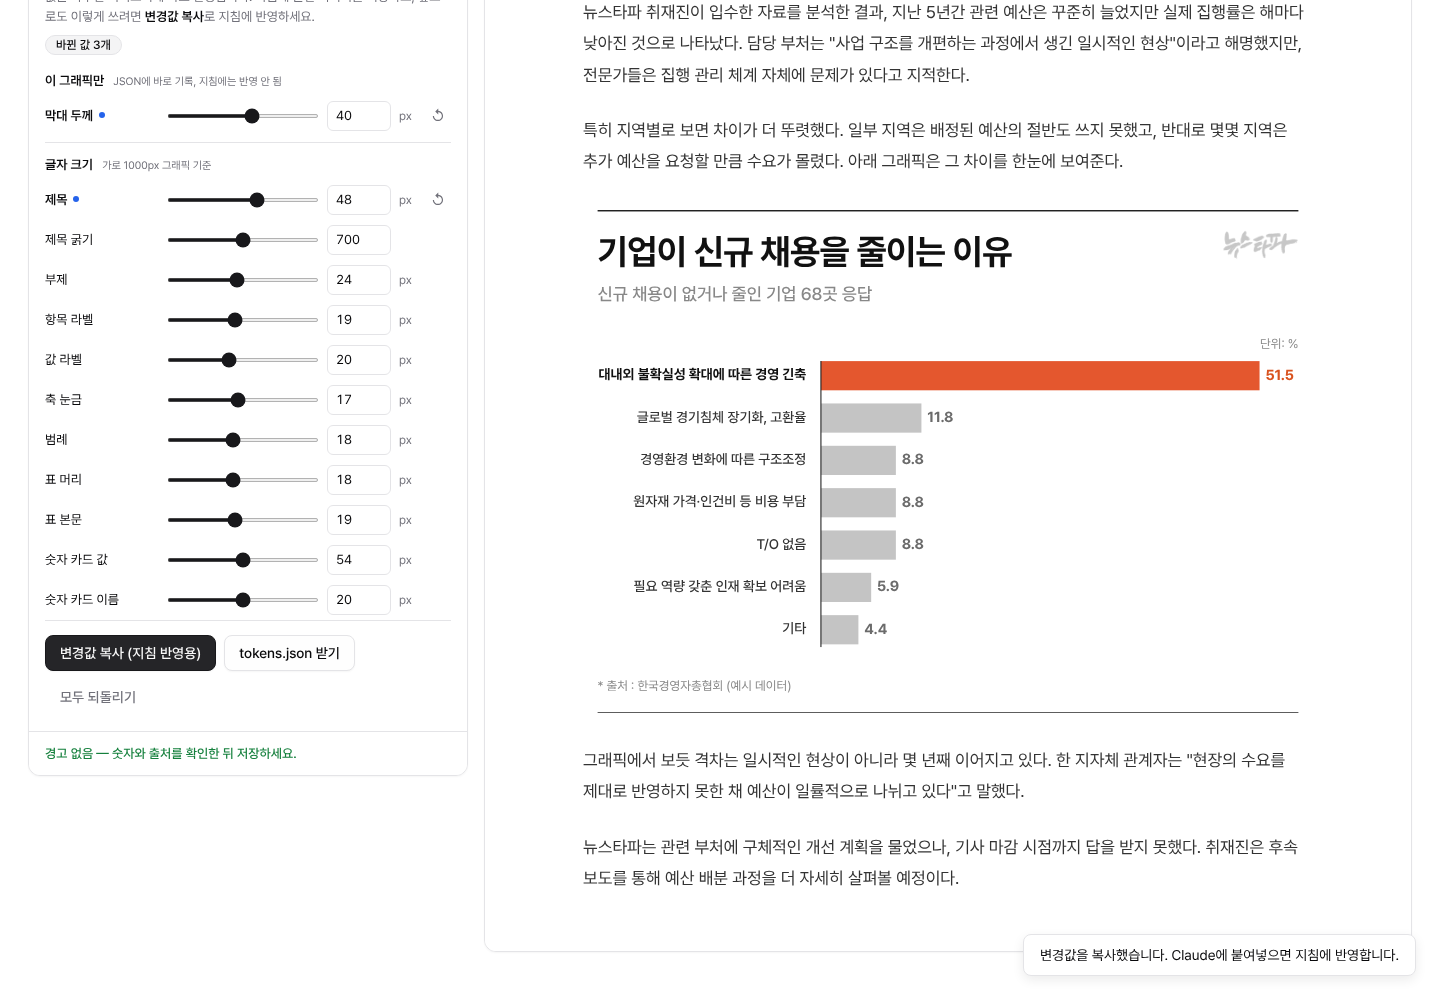 로도 이렇게 쓰려면 변경값 복사로 지침에 반영하세요.
바뀐 값 3개
이 그래픽만 JSON에 바로 기록, 지침에는 반영 안 됨
막대 두께 40 px
글자 크기 가로 1000px 그래픽 기준
제목 48 px
제목 굵기 700
부제 24 px
항목 라벨 19 px
값 라벨 20 px
축 눈금 17 px
범례 18 px
표 머리 18 px
표 본문 19 px
숫자 카드 값 54 px
숫자 카드 이름 20 px
변경값 복사 (지침 반영용) tokens.json 받기
모두 되돌리기
경고 없음 — 숫자와 출처를 확인한 뒤 저장하세요.
뉴스타파 취재진이 입수한 자료를 분석한 결과, 지난 5년간 관련 예산은 꾸준히 늘었지만 실제 집행률은 해마다
낮아진 것으로 나타났다. 담당 부처는 "사업 구조를 개편하는 과정에서 생긴 일시적인 현상"이라고 해명했지만,
전문가들은 집행 관리 체계 자체에 문제가 있다고 지적한다.
특히 지역별로 보면 차이가 더 뚜렷했다. 일부 지역은 배정된 예산의 절반도 쓰지 못했고, 반대로 몇몇 지역은
추가 예산을 요청할 만큼 수요가 몰렸다. 아래 그래픽은 그 차이를 한눈에 보여준다.
기업이 신규 채용을 줄이는 이유
뉴스타파
신규 채용이 없거나 줄인 기업 68곳 응답
단위: %
대내외 불확실성 확대에 따른 경영 긴축 51.5
글로벌 경기침체 장기화, 고환율 11.8
경영환경 변화에 따른 구조조정 8.8
원자재 가격·인건비 등 비용 부담 8.8
T/O 없음 8.8
필요 역량 갖춘 인재 확보 어려움 5.9
기타 4.4
* 출처 : 한국경영자총협회 (예시 데이터)
그래픽에서 보듯 격차는 일시적인 현상이 아니라 몇 년째 이어지고 있다. 한 지자체 관계자는 "현장의 수요를
제대로 반영하지 못한 채 예산이 일률적으로 나뉘고 있다"고 말했다.
뉴스타파는 관련 부처에 구체적인 개선 계획을 물었으나, 기사 마감 시점까지 답을 받지 못했다. 취재진은 후속
보도를 통해 예산 배분 과정을 더 자세히 살펴볼 예정이다.
변경값을 복사했습니다. Claude에 붙여넣으면 지침에 반영합니다.